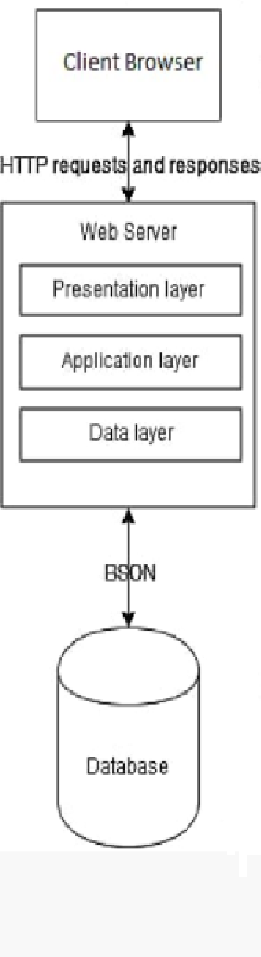 Client Browser
HTTP requests and responses
Web Server
Presentation layer
Application layer
Data layer
BSON
Database